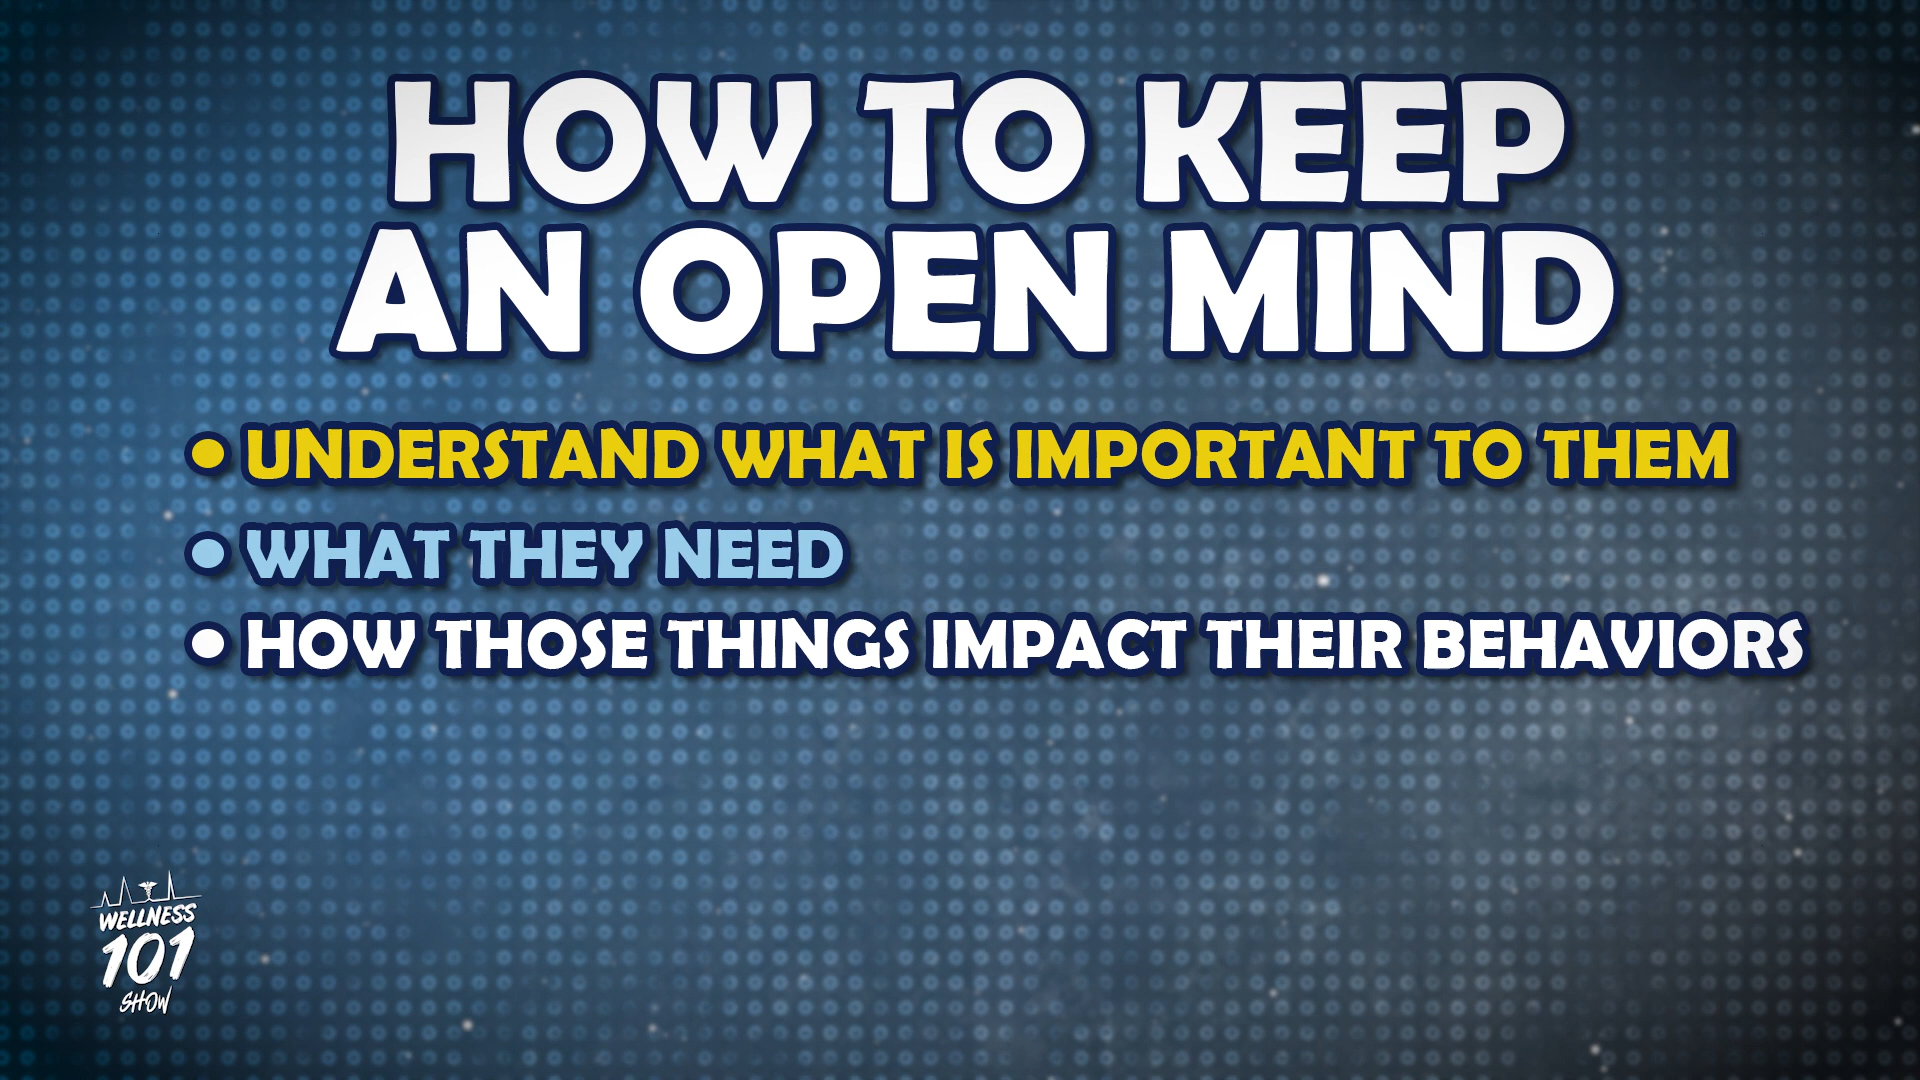 HOW TO KEEP
AN OPEN MIND
• UNDERSTAND WHAT IS IMPORTANT TO THEM
• WHAT THEY NEED
• HOW THOSE THINGS IMPACT THEIR BEHAVIORS
WELLNESS
101
SHOW